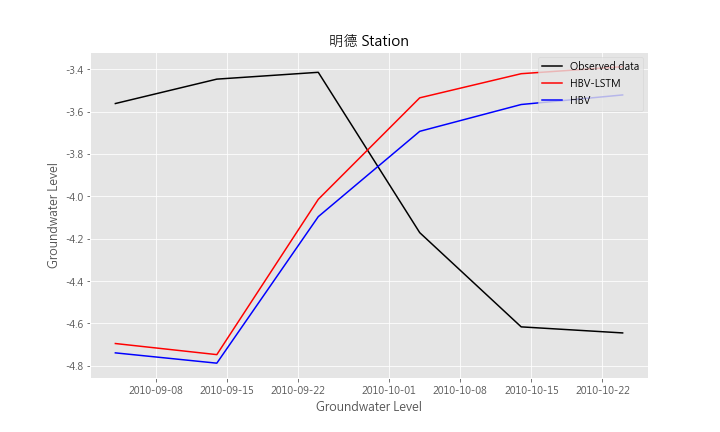 明德 Station
Observed data
HBV-LSTM
HBV
Groundwater Level
-3.4
-3.6
-3.8
-4.0
-4.2
-4.4
-4.6
-4.8
2010-09-08 2010-09-15 2010-09-22 2010-10-01 2010-10-08 2010-10-15 2010-10-22
Groundwater Level